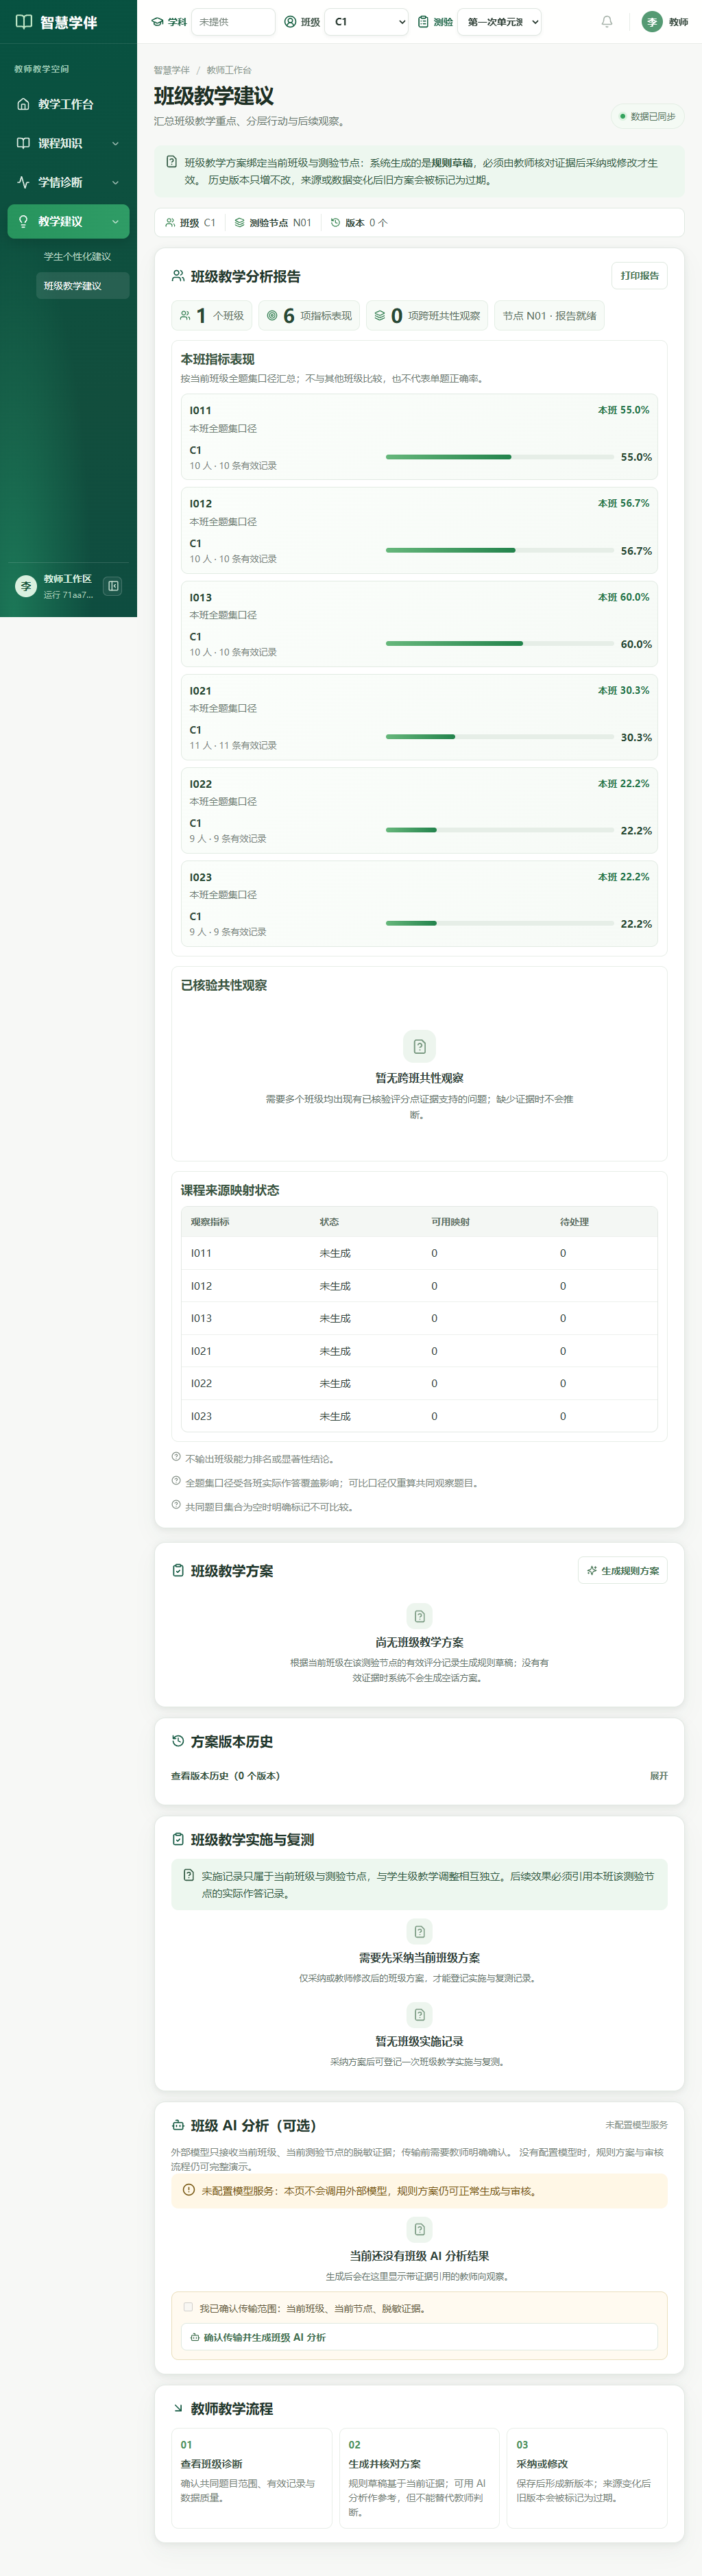 智慧学伴
学科
未提供
班级
C1
测验
第一次单元测
李
教师
教师教学空间
教学工作台
课程知识
学情诊断
教学建议
学生个性化建议
班级教学建议
李
教师工作区
运行 71aa7...
智慧学伴 / 教师工作台
班级教学建议
汇总班级教学重点、分层行动与后续观察。
数据已同步
班级教学方案绑定当前班级与测验节点：系统生成的是规则草稿，必须由教师核对证据后采纳或修改才生
效。 历史版本只增不改，来源或数据变化后旧方案会被标记为过期。
班级 C1
测验节点 N01
版本 0 个
班级教学分析报告
打印报告
1 个班级
6 项指标表现
0 项跨班共性观察
节点 N01 · 报告就绪
本班指标表现
按当前班级全题集口径汇总；不与其他班级比较，也不代表单题正确率。
I011
本班 55.0%
本班全题集口径
C1
10 人 · 10 条有效记录
55.0%
I012
本班 56.7%
本班全题集口径
C1
10 人 · 10 条有效记录
56.7%
I013
本班 60.0%
本班全题集口径
C1
10 人 · 10 条有效记录
60.0%
I021
本班 30.3%
本班全题集口径
C1
11 人 · 11 条有效记录
30.3%
I022
本班 22.2%
本班全题集口径
C1
9 人 · 9 条有效记录
22.2%
I023
本班 22.2%
本班全题集口径
C1
9 人 · 9 条有效记录
22.2%
已核验共性观察
暂无跨班共性观察
需要多个班级均出现有已核验评分点证据支持的问题；缺少证据时不会推
断。
课程来源映射状态
观察指标 状态 可用映射 待处理
I011 未生成 0 0
I012 未生成 0 0
I013 未生成 0 0
I021 未生成 0 0
I022 未生成 0 0
I023 未生成 0 0
不输出班级能力排名或显著性结论。
全题集口径受各班实际作答覆盖影响；可比口径仅重算共同观察题目。
共同题目集合为空时明确标记不可比较。
班级教学方案
生成规则方案
尚无班级教学方案
根据当前班级在该测验节点的有效评分记录生成规则草稿；没有有
效证据时系统不会生成空话方案。
方案版本历史
查看版本历史（0 个版本）
展开
班级教学实施与复测
实施记录只属于当前班级与测验节点，与学生级教学调整相互独立。后续效果必须引用本班该测验节
点的实际作答记录。
需要先采纳当前班级方案
仅采纳或教师修改后的班级方案，才能登记实施与复测记录。
暂无班级实施记录
采纳方案后可登记一次班级教学实施与复测。
班级 AI 分析（可选）
未配置模型服务
外部模型只接收当前班级、当前测验节点的脱敏证据；传输前需要教师明确确认。 没有配置模型时，规则方案与审核
流程仍可完整演示。
未配置模型服务：本页不会调用外部模型，规则方案仍可正常生成与审核。
当前还没有班级 AI 分析结果
生成后会在这里显示带证据引用的教师向观察。
我已确认传输范围：当前班级、当前节点、脱敏证据。
确认传输并生成班级 AI 分析
教师教学流程
01
查看班级诊断
确认共同题目范围、有效记录与
数据质量。
02
生成并核对方案
规则草稿基于当前证据；可用 AI
分析作参考，但不能替代教师判
断。
03
采纳或修改
保存后形成新版本；来源变化后
旧版本会被标记为过期。